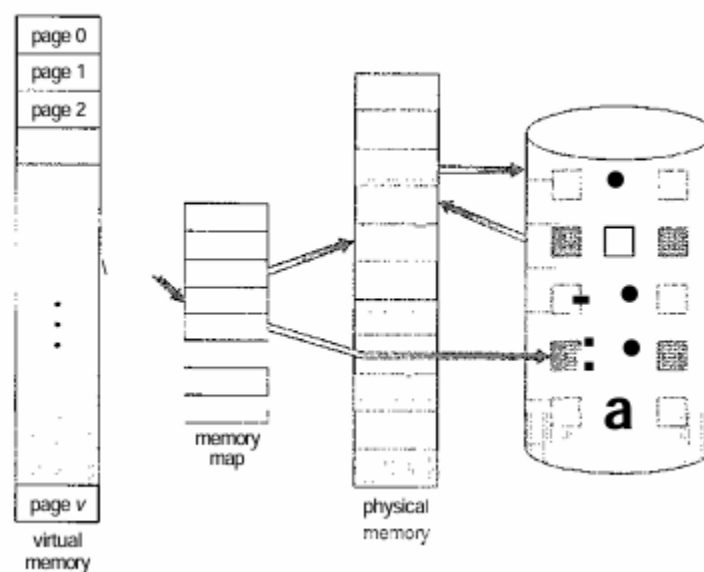 page 0
page 1
page 2
page v
virtual
memory
memory
map
physical
memory
a